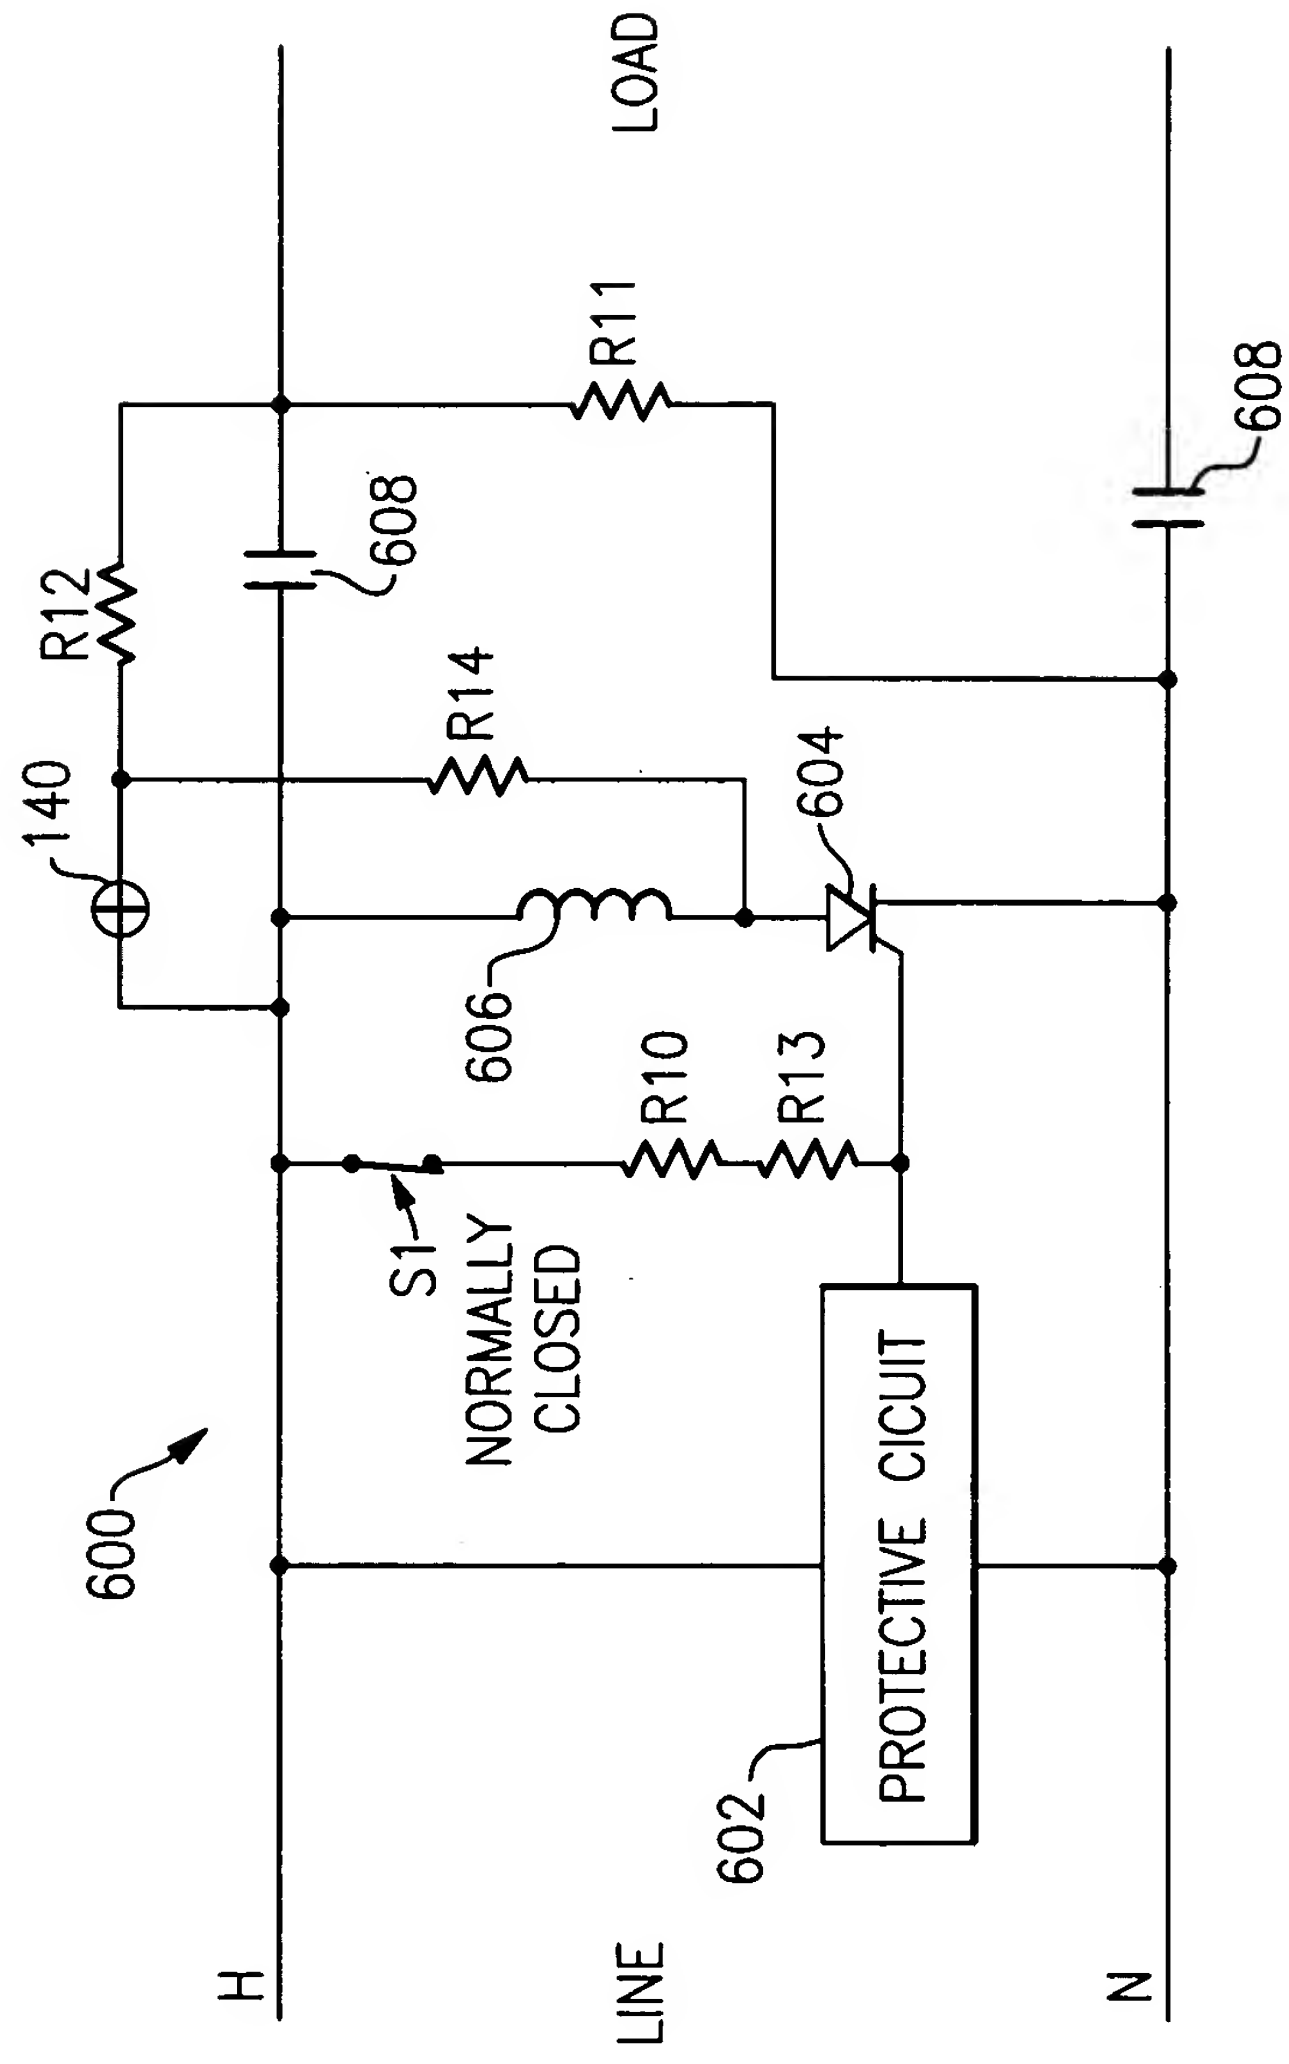 600
H
LINE
N
602
PROTECTIVE CICUIT
S1
NORMALLY
CLOSED
R10
R13
606
140
604
R14
R12
608
R11
608
LOAD